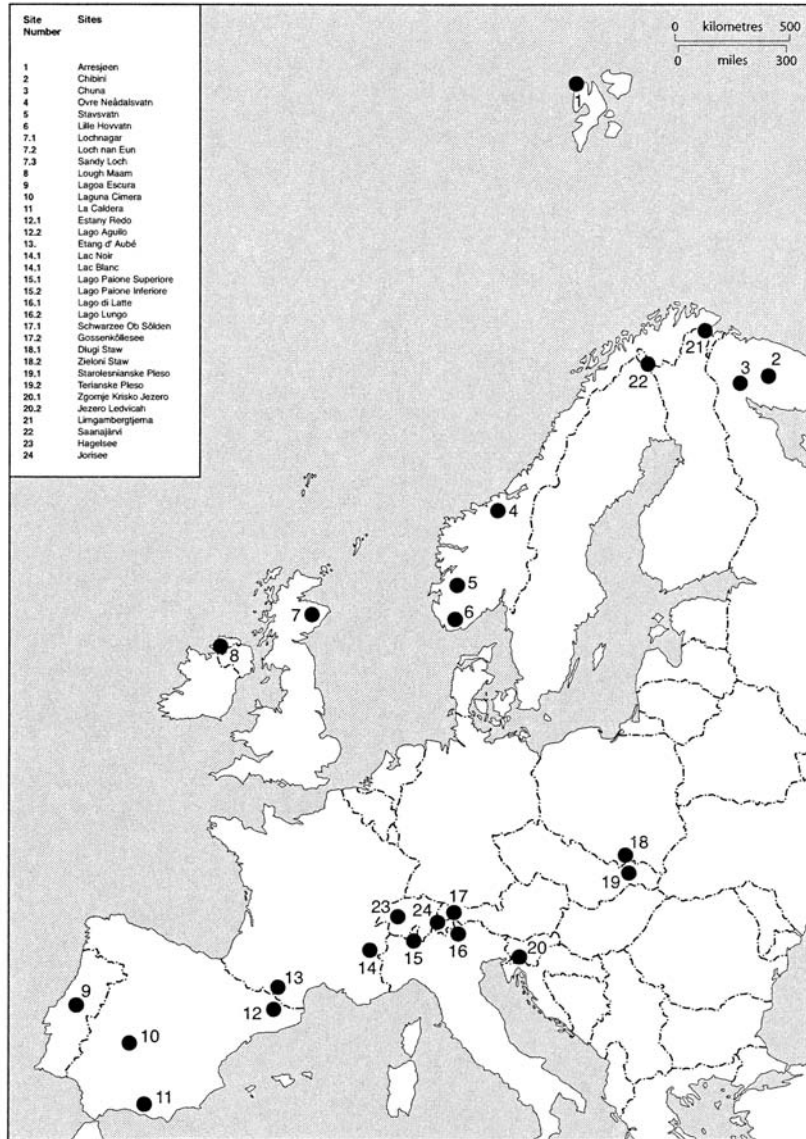 Site Number Sites
1 Arresjøen
2 Chibini
3 Chuna
4 Ovre Neådalsvatn
5 Stavsvatn
6 Lille Hovvatn
7.1 Lochnagar
7.2 Loch nan Eun
7.3 Sandy Loch
8 Lough Maam
9 Lagoa Escura
10 Laguna Cimera
11 La Caldera
12.1 Estany Redo
12.2 Lago Aguilo
13. Etang d' Aubé
14.1 Lac Noir
14.1 Lac Blanc
15.1 Lago Paione Superiore
15.2 Lago Paione Inferiore
16.1 Lago di Latte
16.2 Lago Lungo
17.1 Schwarzee Ob Sölden
17.2 Gossenköllesee
18.1 Dlugi Staw
18.2 Zieloni Staw
19.1 Starolesnianske Pleso
19.2 Terianske Pleso
20.1 Zgornje Krisko Jezero
20.2 Jezero Ledvicah
21 Limgambergtjerna
22 Saanajärvi
23 Hagelsee
24 Jorisee
0 kilometres 500
0 miles 300
1
21
22
3
2
4
5
6
7
8
18
19
23
24
17
16
15
14
20
13
12
9
10
11